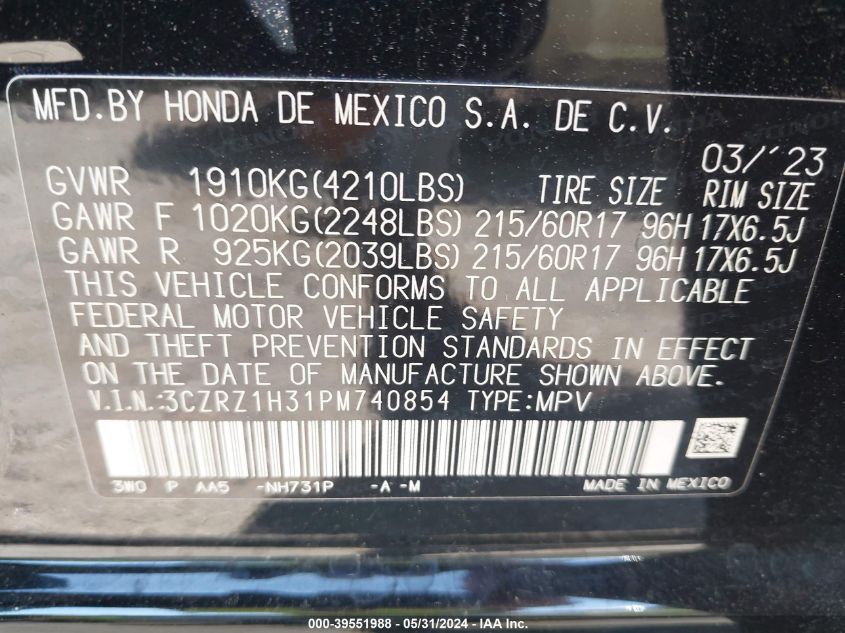 MFD.BY HONDA DE MEXICO S.A. DE C.V.
03/'23
GVWR 1910KG(4210LBS) TIRE SIZE RIM SIZE
GAWR F 1020KG(2248LBS) 215/60R17 96H 17X6.5J
GAWR R 925KG(2039LBS) 215/60R17 96H 17X6.5J
THIS VEHICLE CONFORMS TO ALL APPLICABLE
FEDERAL MOTOR VEHICLE SAFETY
AND THEFT PREVENTION STANDARDS IN EFFECT
ON THE DATE OF MANUFACTURE SHOWN ABOVE.
V.I.N.:3CZRZ1H31PM740854 TYPE:MPV
3W0 P AA5 -NH731P -A -M MADE IN MEXICO
000-39551988 - 05/31/2024 - IAA Inc.